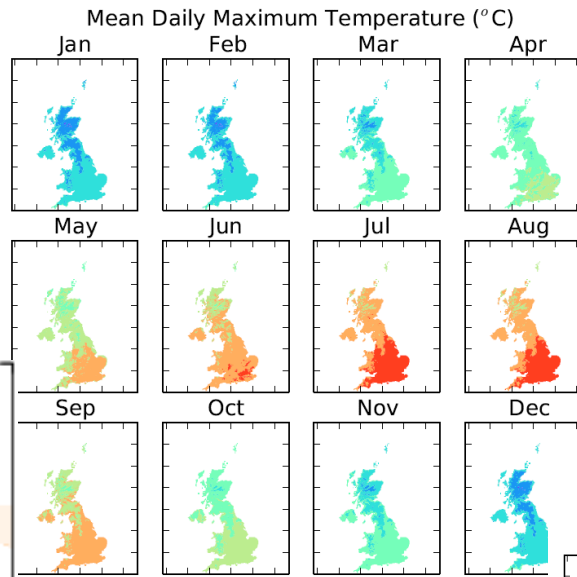 Mean Daily Maximum Temperature (°C)
Jan Feb Mar Apr
May Jun Jul Aug
Sep Oct Nov Dec